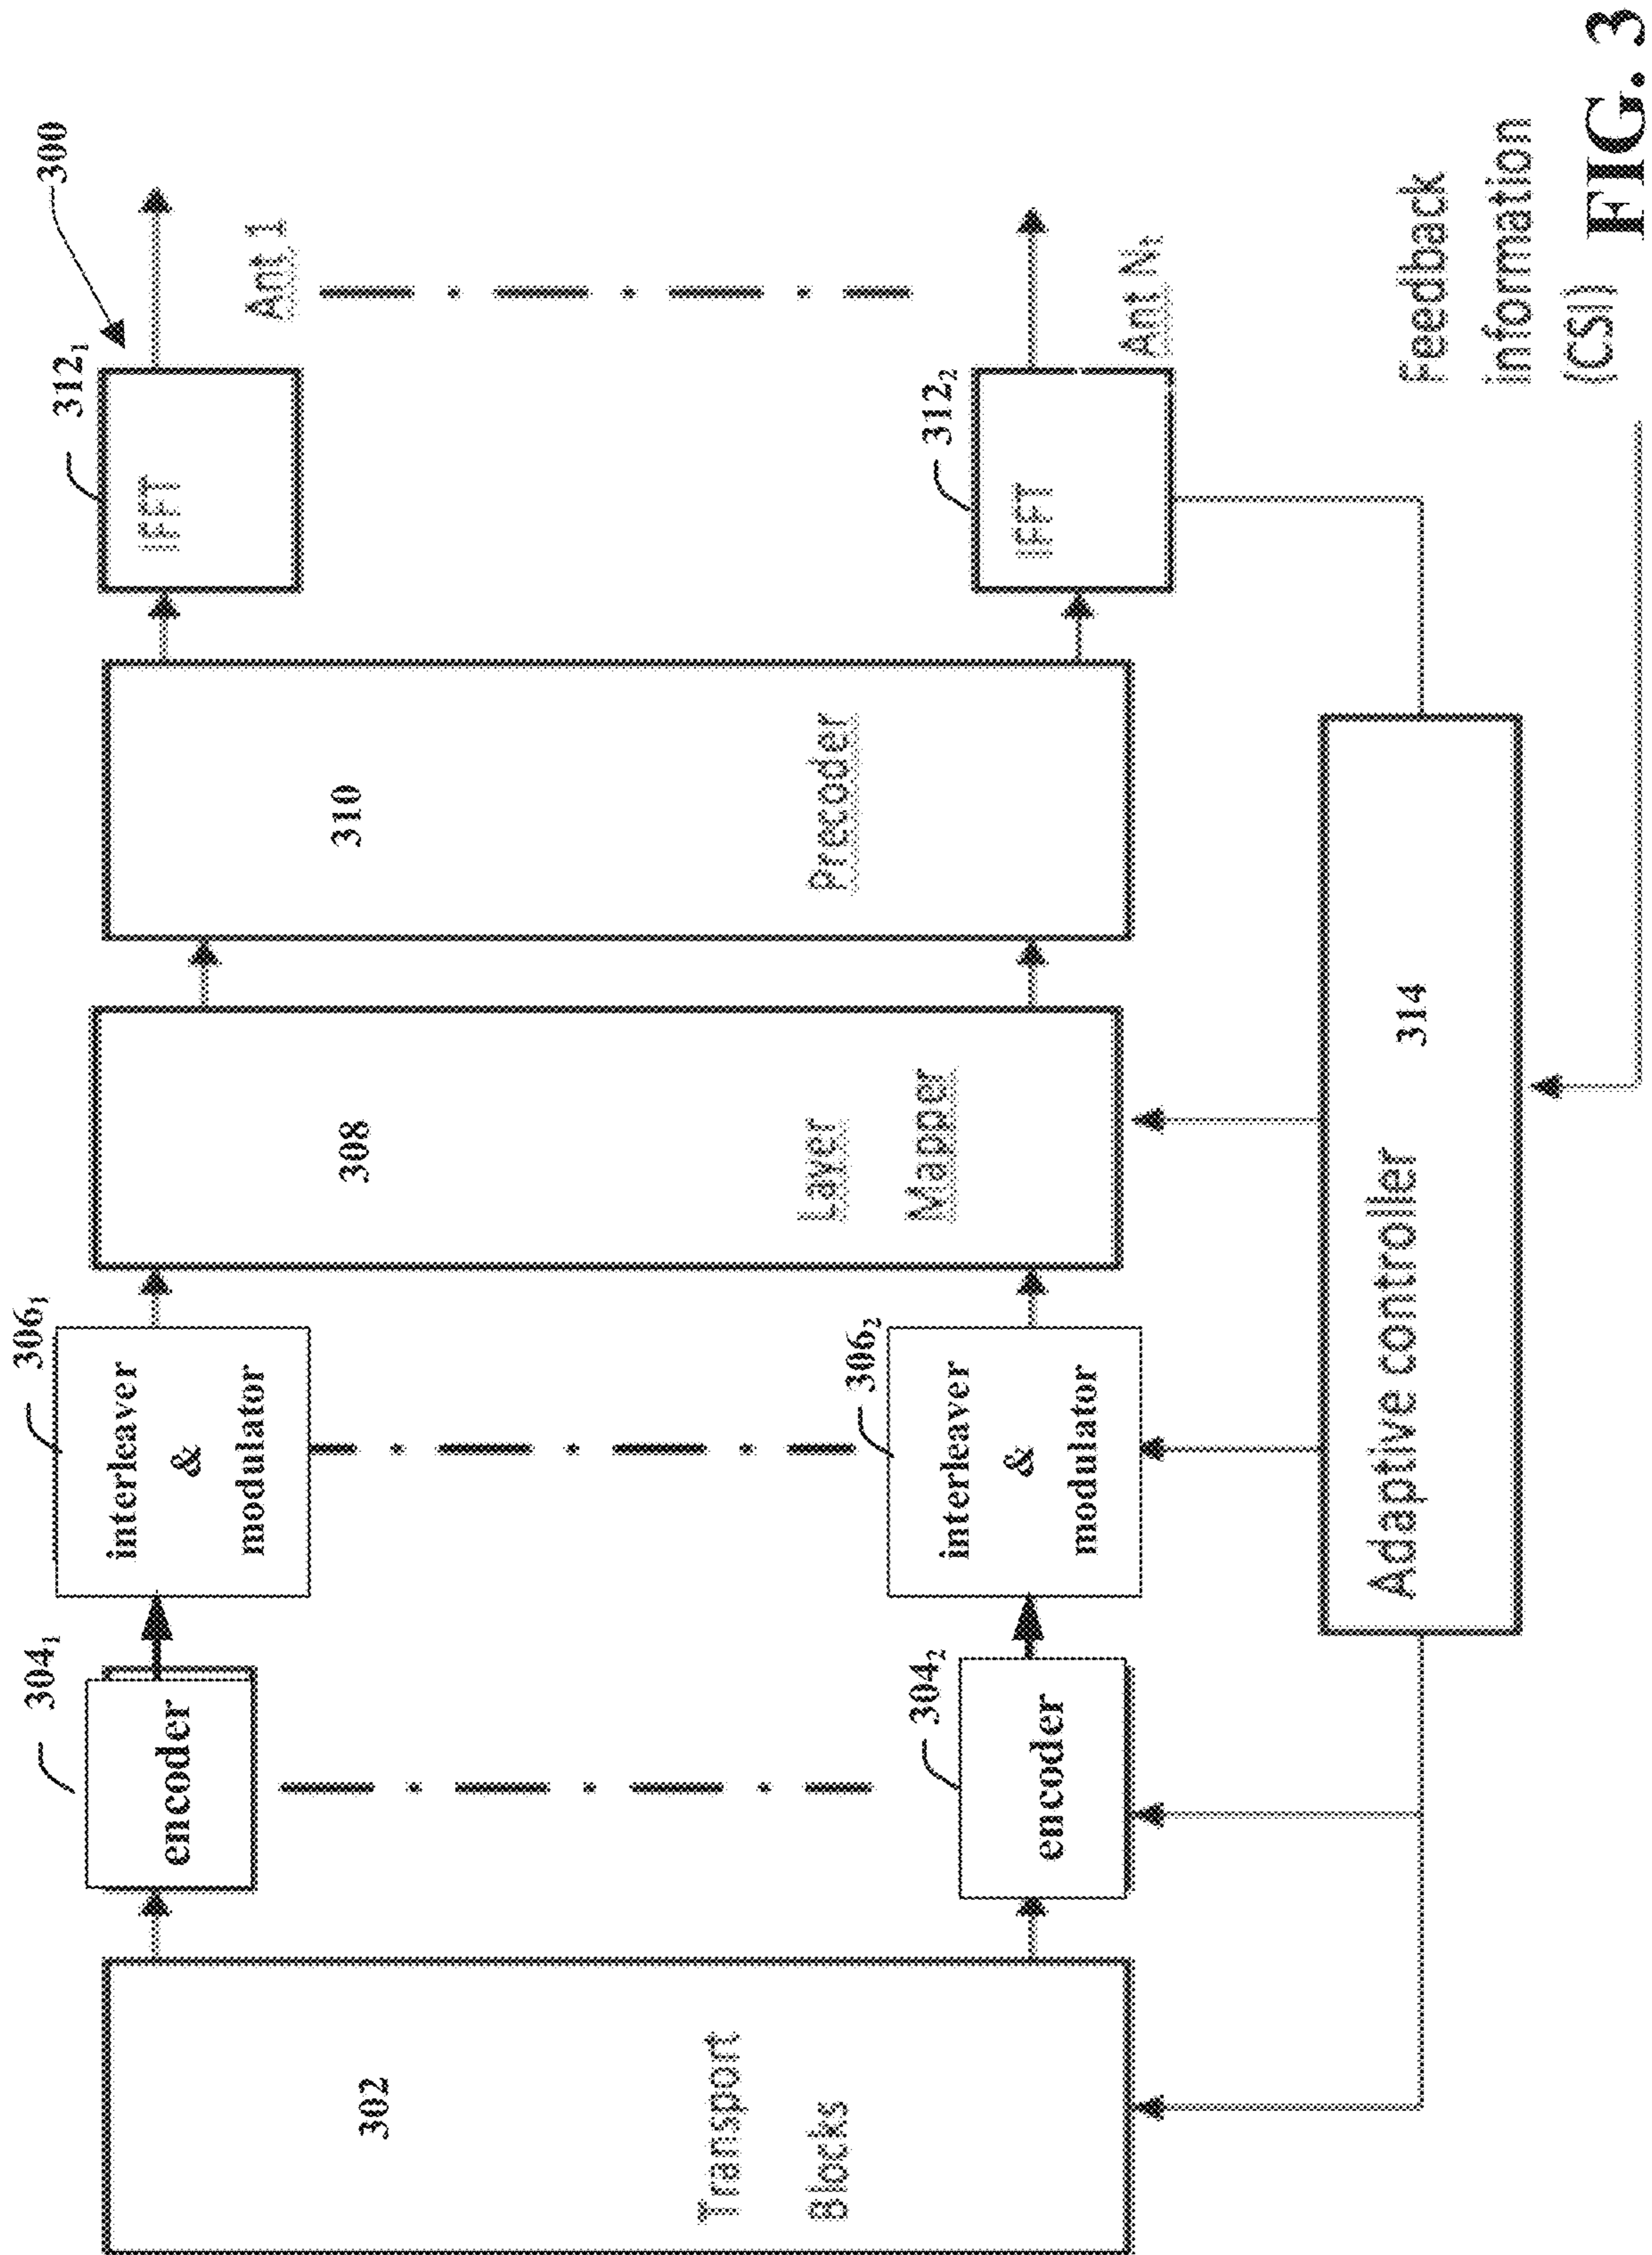 300
302
Transport
Blocks
304₁
encoder
304₂
encoder
306₁
interleaver
&
modulator
306₂
interleaver
&
modulator
308
Layer
Mapper
310
Precoder
312₁
IFFT
Ant 1
312₂
IFFT
Ant Nₜ
Adaptive controller 314
Feedback
information
(CSI)
FIG. 3